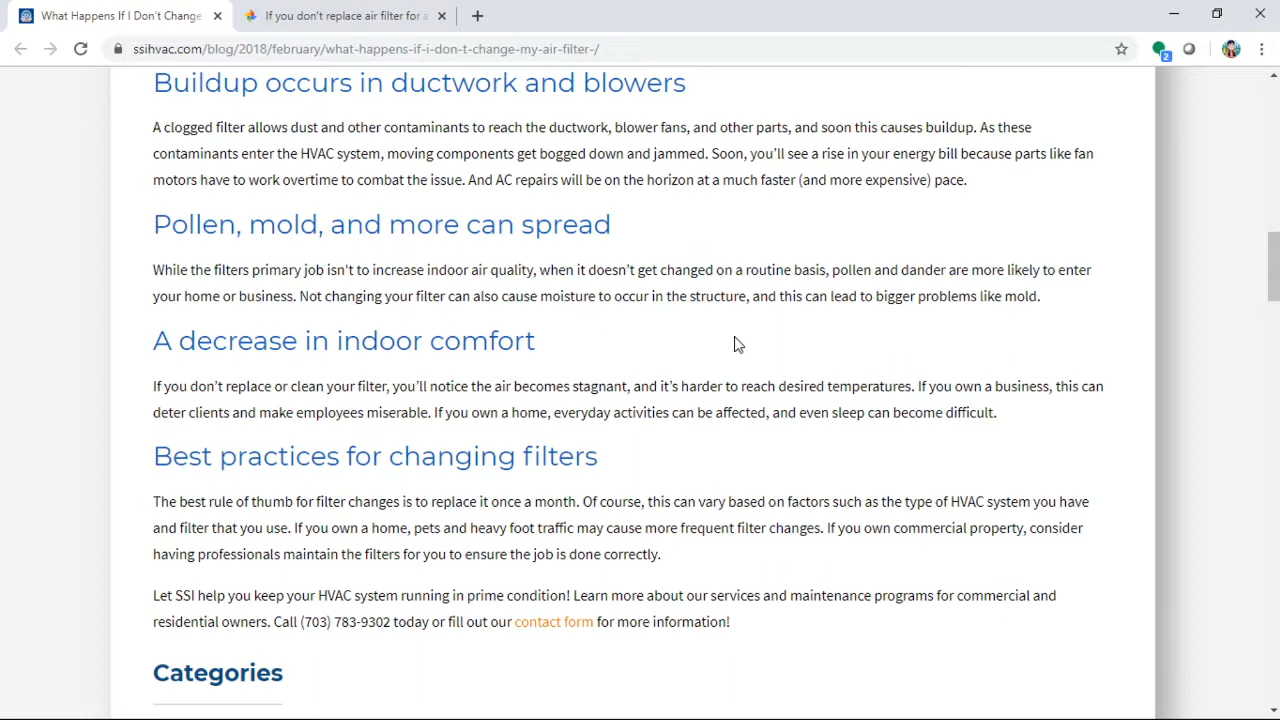 What Happens If I Don't Change
If you don't replace air filter for a
ssihvac.com/blog/2018/february/what-happens-if-i-don-t-change-my-air-filter-/
2
Buildup occurs in ductwork and blowers
A clogged filter allows dust and other contaminants to reach the ductwork, blower fans, and other parts, and soon this causes buildup. As these
contaminants enter the HVAC system, moving components get bogged down and jammed. Soon, you’ll see a rise in your energy bill because parts like fan
motors have to work overtime to combat the issue. And AC repairs will be on the horizon at a much faster (and more expensive) pace.
Pollen, mold, and more can spread
While the filters primary job isn't to increase indoor air quality, when it doesn’t get changed on a routine basis, pollen and dander are more likely to enter
your home or business. Not changing your filter can also cause moisture to occur in the structure, and this can lead to bigger problems like mold.
A decrease in indoor comfort
If you don’t replace or clean your filter, you’ll notice the air becomes stagnant, and it’s harder to reach desired temperatures. If you own a business, this can
deter clients and make employees miserable. If you own a home, everyday activities can be affected, and even sleep can become difficult.
Best practices for changing filters
The best rule of thumb for filter changes is to replace it once a month. Of course, this can vary based on factors such as the type of HVAC system you have
and filter that you use. If you own a home, pets and heavy foot traffic may cause more frequent filter changes. If you own commercial property, consider
having professionals maintain the filters for you to ensure the job is done correctly.
Let SSI help you keep your HVAC system running in prime condition! Learn more about our services and maintenance programs for commercial and
residential owners. Call (703) 783-9302 today or fill out our contact form for more information!
Categories